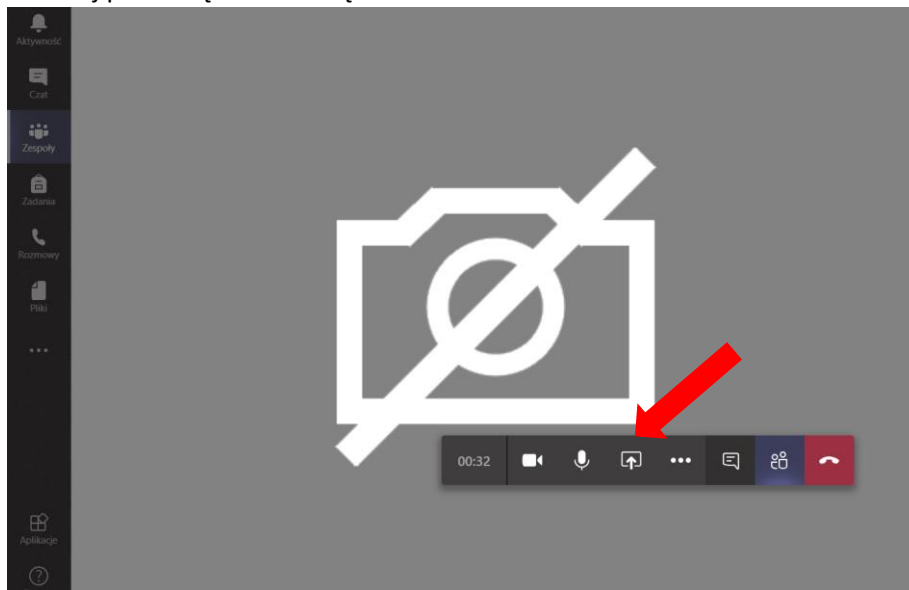 Aktywność
Czat
Zespoły
Zadania
Rozmowy
Pliki
00:32
Aplikacje